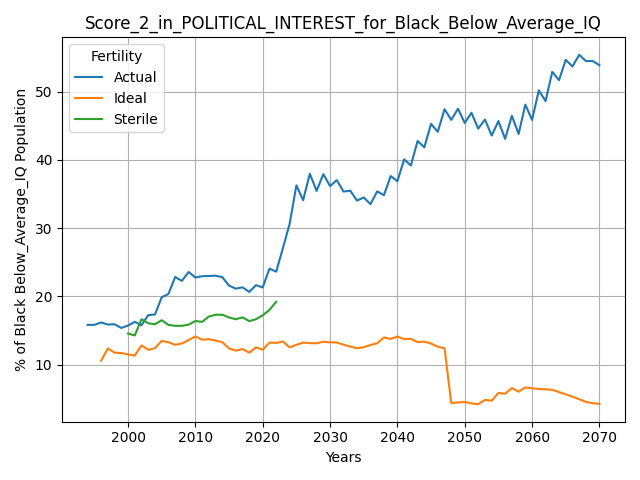 Score_2_in_POLITICAL_INTEREST_for_Black_Below_Average_IQ
Fertility
Actual
Ideal
Sterile
% of Black Below_Average_IQ Population
50
40
30
20
10
2000 2010 2020 2030 2040 2050 2060 2070
Years